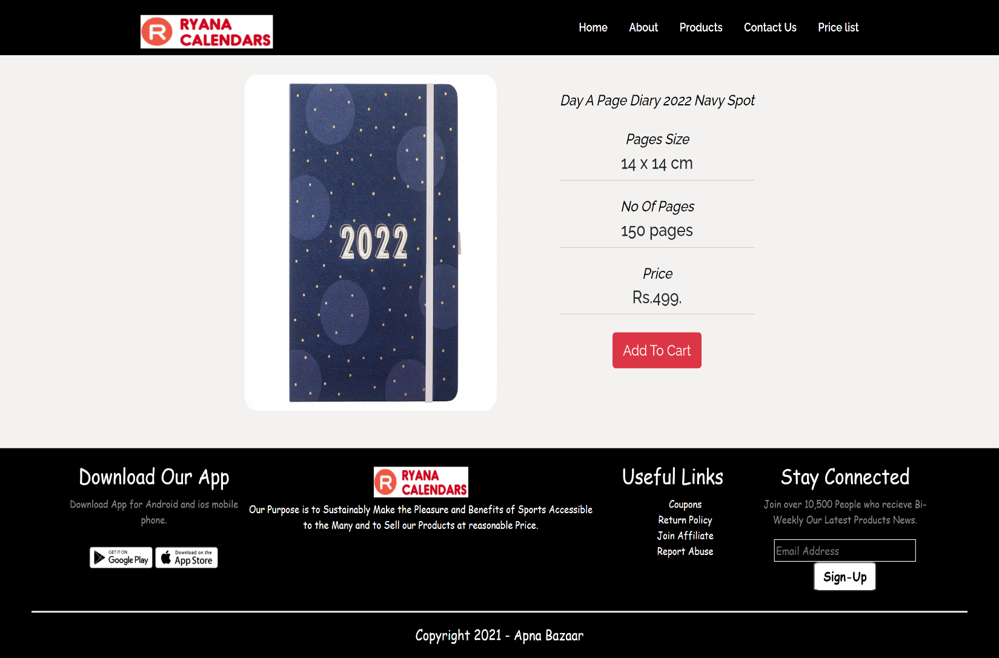 RYANA
CALENDARS
Home About Products Contact Us Price list
2022
Day A Page Diary 2022 Navy Spot
Pages Size
14 x 14 cm
No Of Pages
150 pages
Price
Rs.499.
Add To Cart
Download Our App
Download App for Android and ios mobile
phone.
GET IT ON
Google Play
Download on the
App Store
RYANA
CALENDARS
Our Purpose is to Sustainably Make the Pleasure and Benefits of Sports Accessible
to the Many and to Sell our Products at reasonable Price.
Useful Links
Coupons
Return Policy
Join Affiliate
Report Abuse
Stay Connected
Join over 10,500 People who recieve Bi-
Weekly Our Latest Products News.
Email Address
Sign-Up
Copyright 2021 - Apna Bazaar